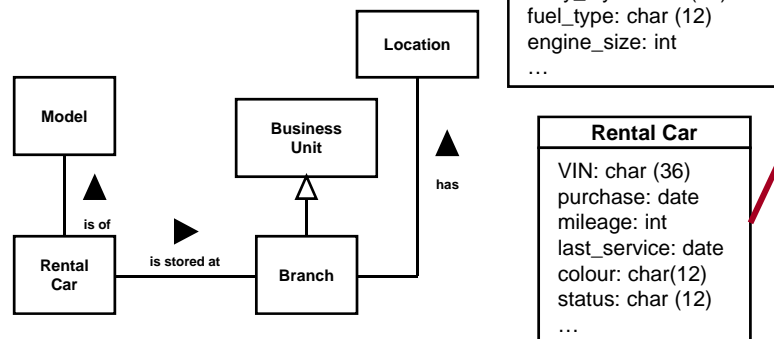 Location
Model
Business
Unit
has
is of
is stored at
Rental
Car
Branch
fuel_type: char (12)
engine_size: int
…
Rental Car
VIN: char (36)
purchase: date
mileage: int
last_service: date
colour: char(12)
status: char (12)
…